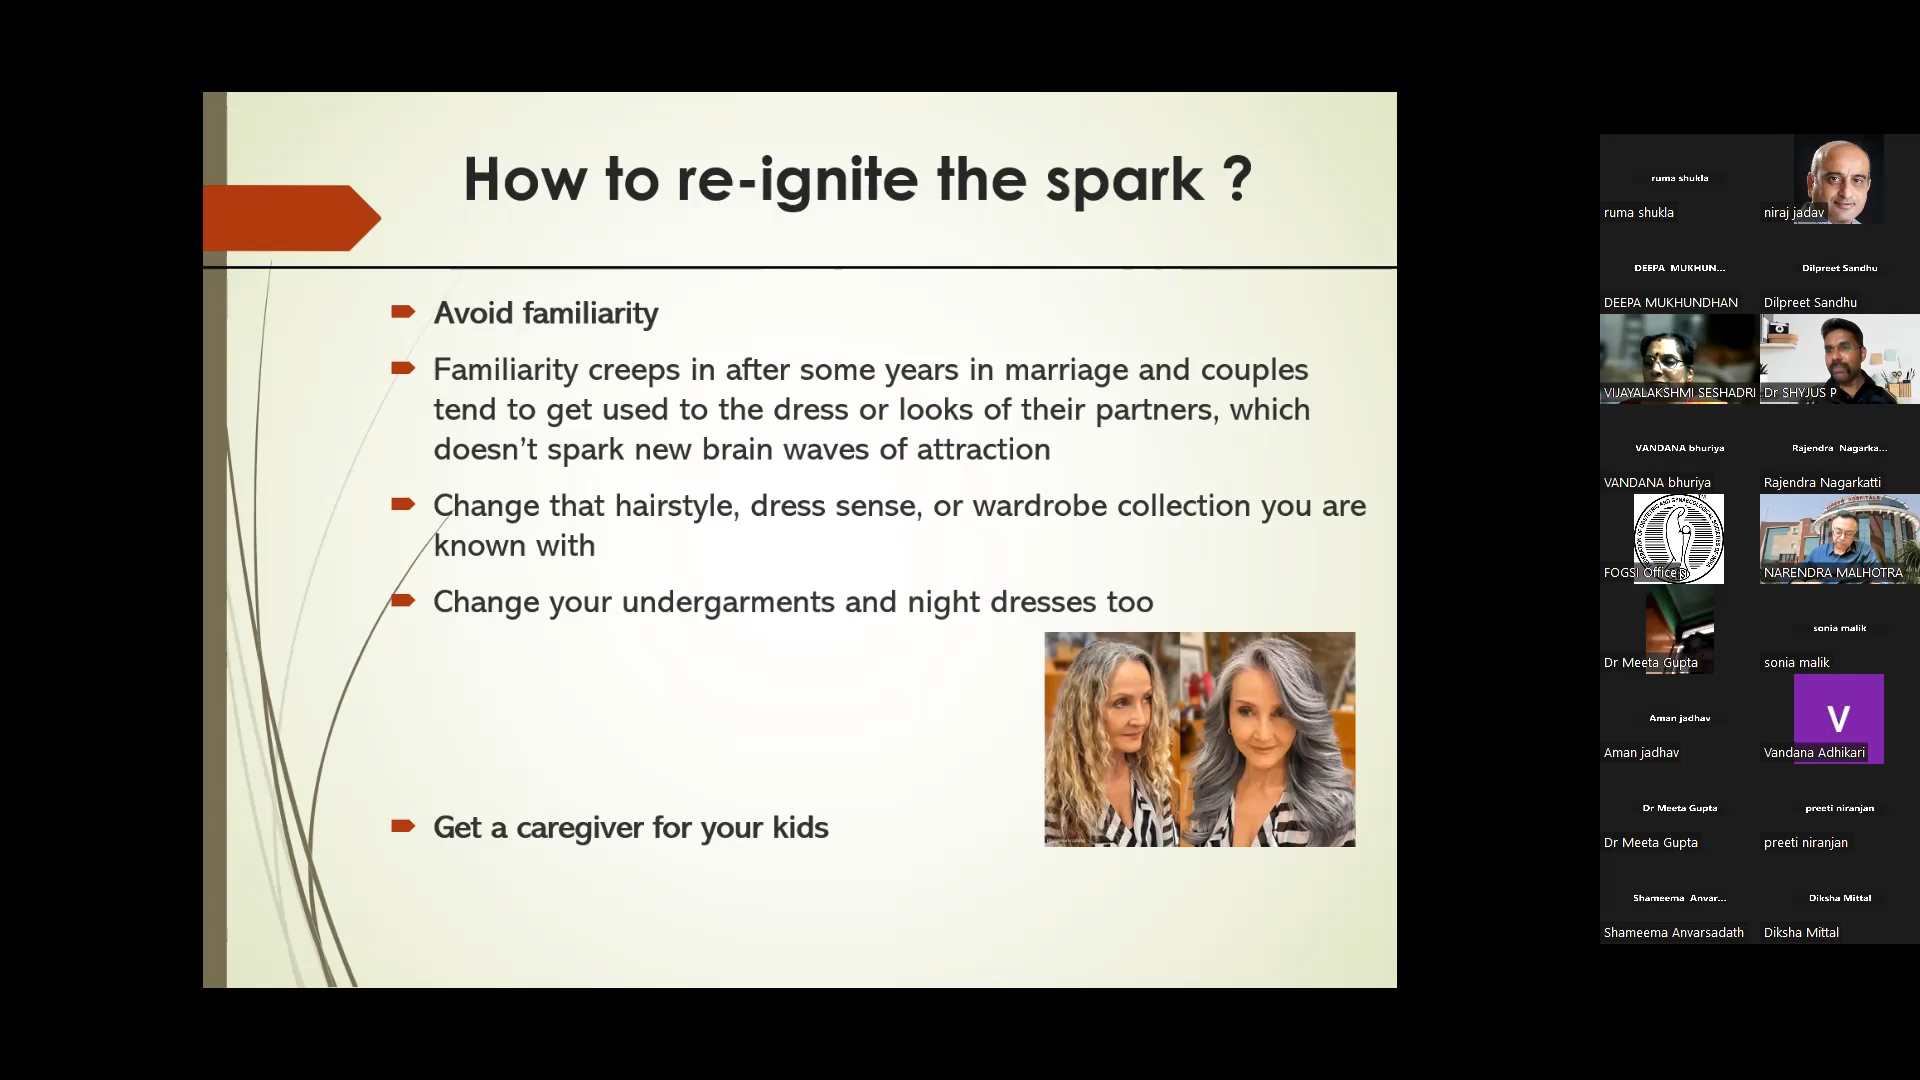 How to re-ignite the spark ?
Avoid familiarity
Familiarity creeps in after some years in marriage and couples
tend to get used to the dress or looks of their partners, which
doesn’t spark new brain waves of attraction
Change that hairstyle, dress sense, or wardrobe collection you are
known with
Change your undergarments and night dresses too
Get a caregiver for your kids
ruma shukla
ruma shukla
niraj jadav
DEEPA MUKHUN...
DEEPA MUKHUNDHAN
Dilpreet Sandhu
Dilpreet Sandhu
VIJAYALAKSHMI SESHADRI
Dr SHYJUS P
VANDANA bhuriya
VANDANA bhuriya
Rajendra Nagarka...
Rajendra Nagarkatti
FOGSI Office
NARENDRA MALHOTRA
Dr Meeta Gupta
sonia malik
sonia malik
Aman jadhav
Aman jadhav
V
Vandana Adhikari
Dr Meeta Gupta
Dr Meeta Gupta
preeti niranjan
preeti niranjan
Shameema Anvar...
Shameema Anvarsadath
Diksha Mittal
Diksha Mittal